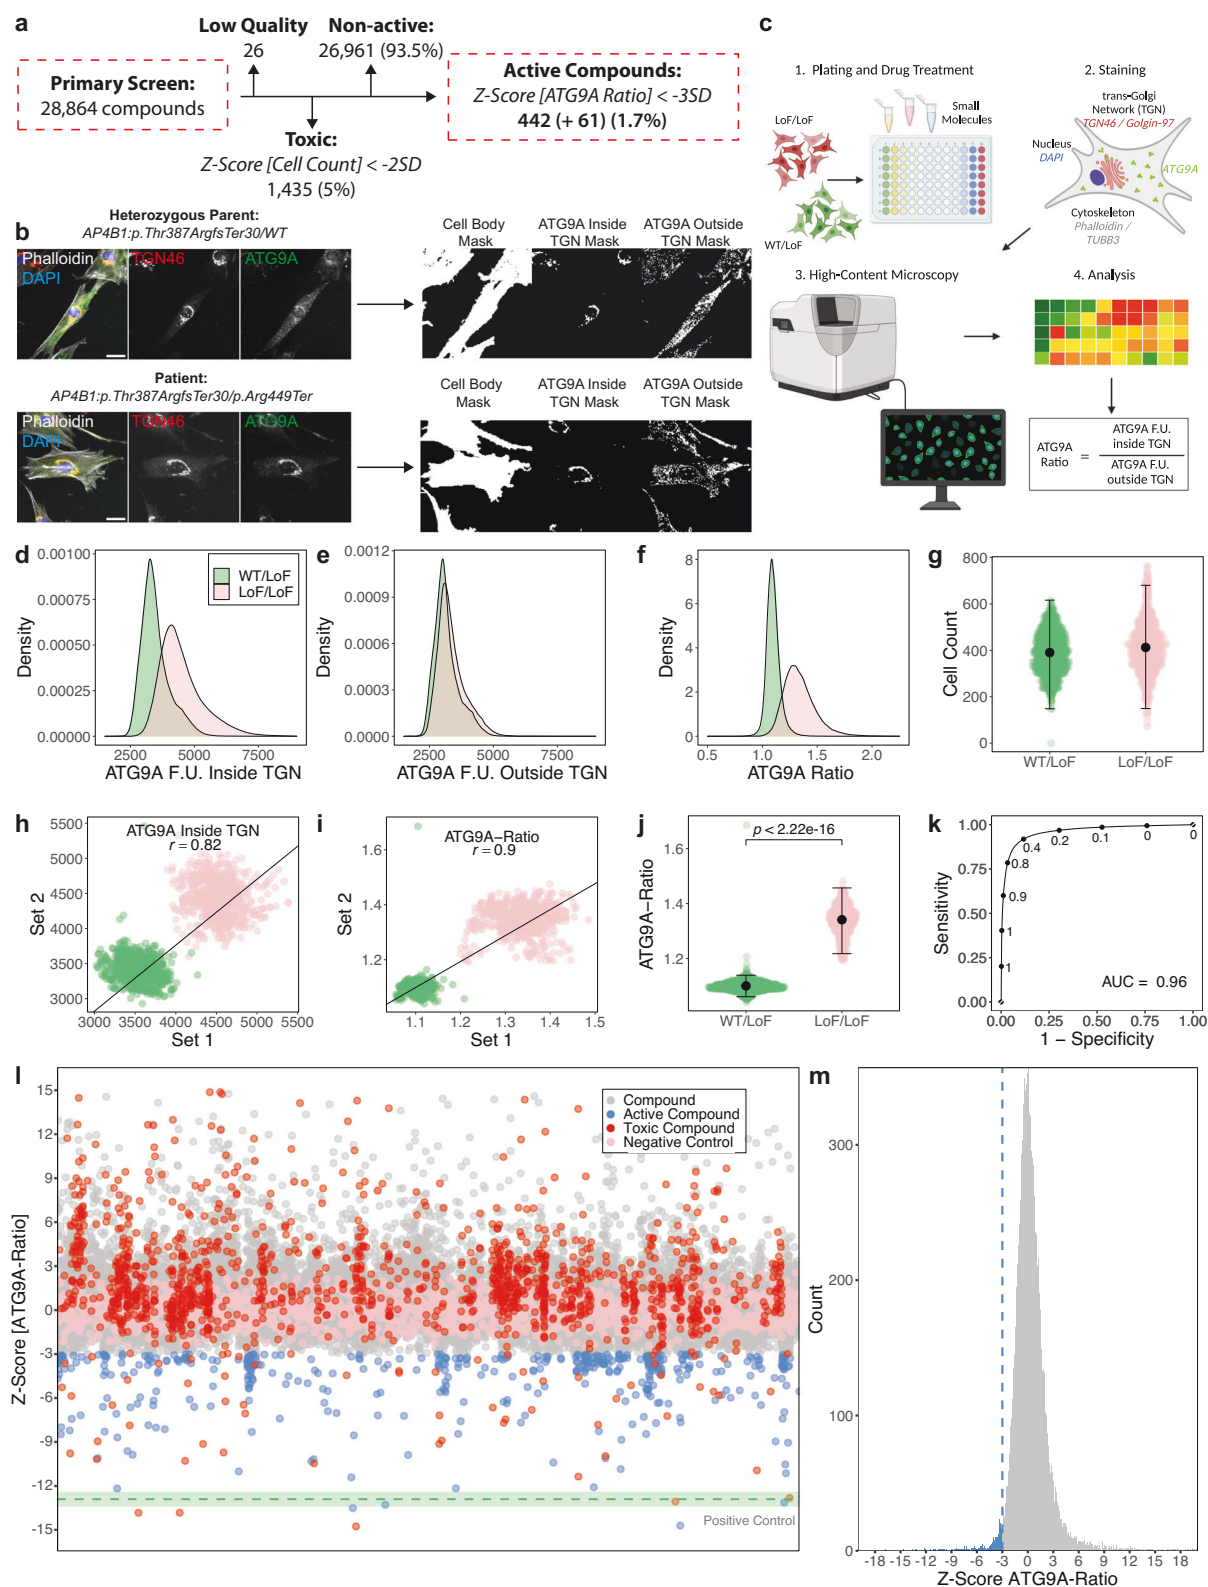 a
Low Quality
26
Non-active:
26,961 (93.5%)
Primary Screen:
28,864 compounds
Active Compounds:
Z-Score [ATG9A Ratio] < -3SD
442 (+ 61) (1.7%)
Toxic:
Z-Score [Cell Count] < -2SD
1,435 (5%)
b
Heterozygous Parent:
AP4B1:p.Thr387ArgfsTer30/WT
Phalloidin
DAPI
TGN46
ATG9A
Cell Body
Mask
ATG9A Inside
TGN Mask
ATG9A Outside
TGN Mask
Patient:
AP4B1:p.Thr387ArgfsTer30/p.Arg449Ter
Phalloidin
DAPI
TGN46
ATG9A
Cell Body
Mask
ATG9A Inside
TGN Mask
ATG9A Outside
TGN Mask
c
1. Plating and Drug Treatment
LoF/LoF
Small
Molecules
WT/LoF
2. Staining
trans-Golgi
Network (TGN)
TGN46 / Golgin-97
Nucleus
DAPI
ATG9A
Cytoskeleton
Phalloidin /
TUBB3
3. High-Content Microscopy
4. Analysis
ATG9A
Ratio
=
ATG9A F.U.
inside TGN
ATG9A F.U.
outside TGN
d
0.00100
0.00075
0.00050
0.00025
0.00000
Density
WT/LoF
LoF/LoF
2500
5000
7500
ATG9A F.U. Inside TGN
e
0.0012
0.0009
0.0006
0.0003
0.0000
Density
2500
5000
7500
ATG9A F.U. Outside TGN
f
8
6
4
2
0
Density
0.5
1.0
1.5
2.0
ATG9A Ratio
g
800
600
400
200
0
Cell Count
WT/LoF
LoF/LoF
h
ATG9A Inside TGN
r = 0.82
5500
5000
4500
4000
3500
3000
Set 2
3000 3500 4000 4500 5000 5500
Set 1
i
ATG9A−Ratio
r = 0.9
1.6
1.4
1.2
Set 2
1.1
1.2
1.3
1.4
1.5
Set 1
j
p < 2.22e-16
1.6
1.4
1.2
ATG9A−Ratio
WT/LoF
LoF/LoF
k
1.00
0.75
0.50
0.25
0.00
Sensitivity
0.4
0.2
0.1
0
0
0.8
0.9
1
1
AUC = 0.96
0.00 0.25 0.50 0.75 1.00
1 − Specificity
l
15
12
9
6
3
0
-3
-6
-9
-12
-15
Z-Score [ATG9A-Ratio]
Compound
Active Compound
Toxic Compound
Negative Control
Positive Control
m
300
200
100
0
Count
-18 -15 -12 -9 -6 -3 0 3 6 9 12 15 18
Z-Score ATG9A-Ratio